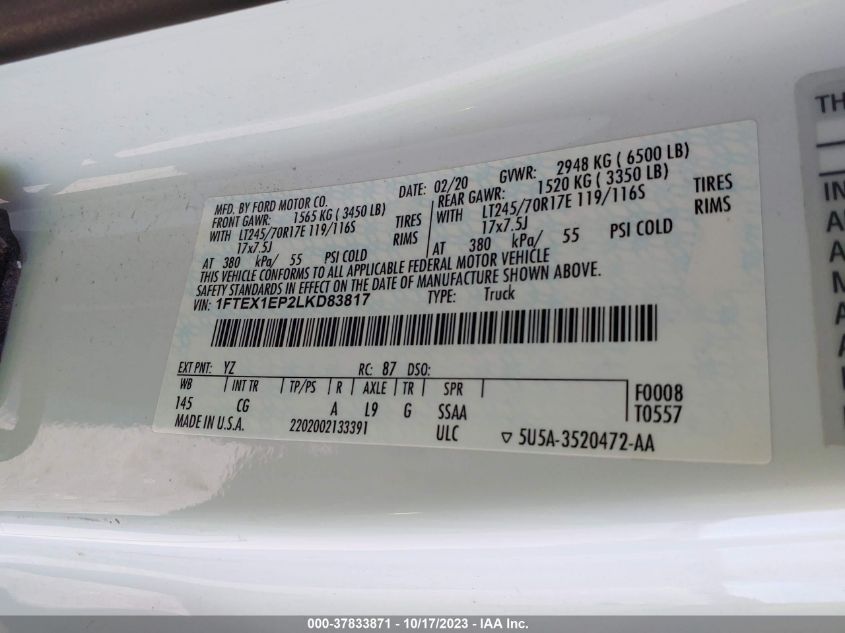 MFD. BY FORD MOTOR CO.
DATE: 02/20 GVWR: 2948 KG ( 6500 LB)
FRONT GAWR: 1565 KG ( 3450 LB)
REAR GAWR: 1520 KG ( 3350 LB)
WITH LT245/70R17E 119/116S TIRES
WITH LT245/70R17E 119/116S TIRES
17x7.5J RIMS
17x7.5J RIMS
AT 380 kPa/ 55 PSI COLD
AT 380 kPa/ 55 PSI COLD
THIS VEHICLE CONFORMS TO ALL APPLICABLE FEDERAL MOTOR VEHICLE
SAFETY STANDARDS IN EFFECT ON THE DATE OF MANUFACTURE SHOWN ABOVE.
VIN: 1FTEX1EP2LKD83817 TYPE: Truck
EXT PNT: YZ RC: 87 DSO:
WB INT TR TP/PS R AXLE TR SPR F0008
145 CG A L9 G SSAA T0557
MADE IN U.S.A. 2202002133391 ULC ▽ 5U5A-3520472-AA
TH
IN
000-37833871 - 10/17/2023 - IAA Inc.